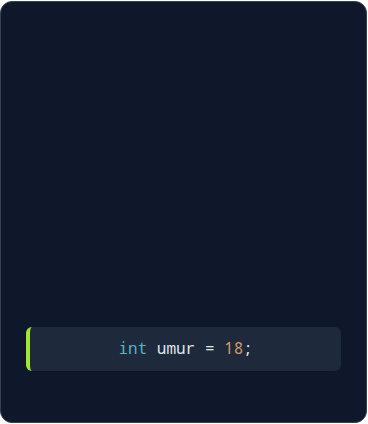 int umur = 18;